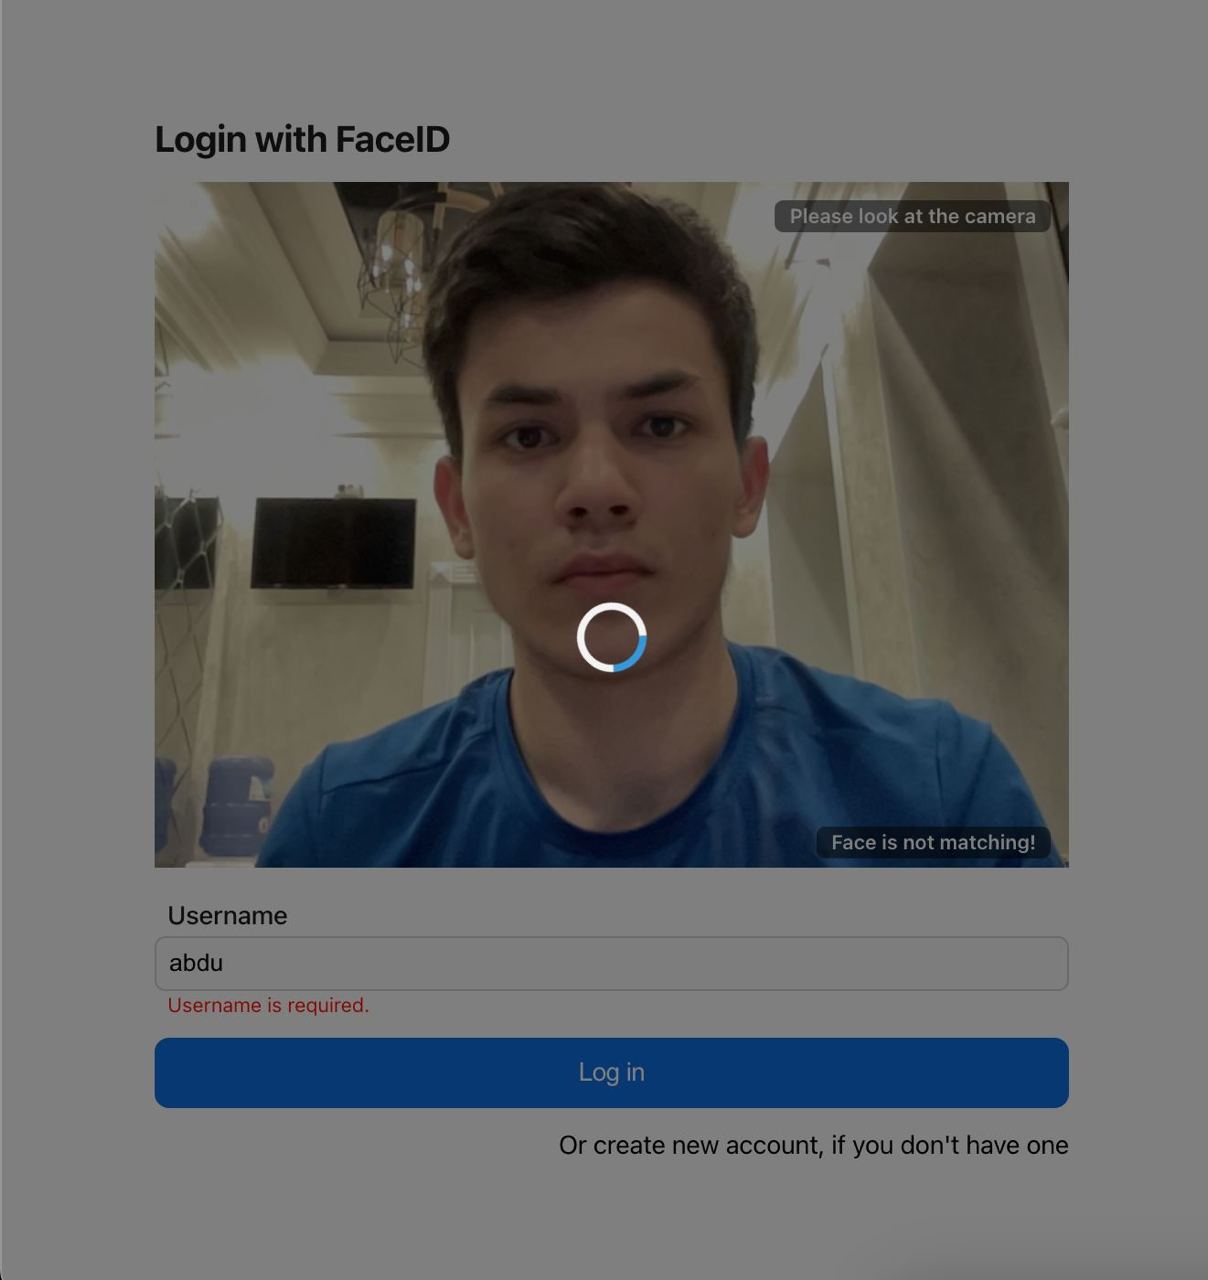 Login with FaceID
Please look at the camera
Face is not matching!
Username
abdu
Username is required.
Log in
Or create new account, if you don't have one